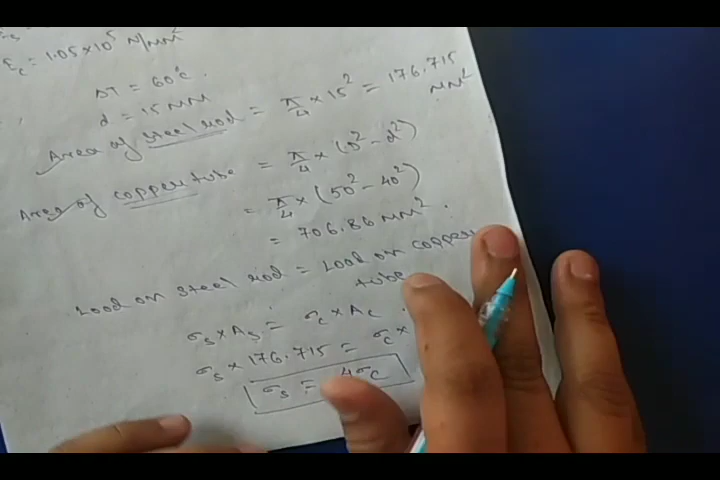 Ec = 1.05×10⁵ N/MM²
ΔT = 60°C.
d = 15 MM
Area of steel rod = π/4 × 15² = 176.715 MM²
Area of copper tube = π/4 × (D² - d²)
= π/4 × (50² - 40²)
= 706.86 MM².
Load on steel rod = Load on copper
tube
σs × As = σc × Ac.
σs × 176.715 = σc ×
σs = 4σc